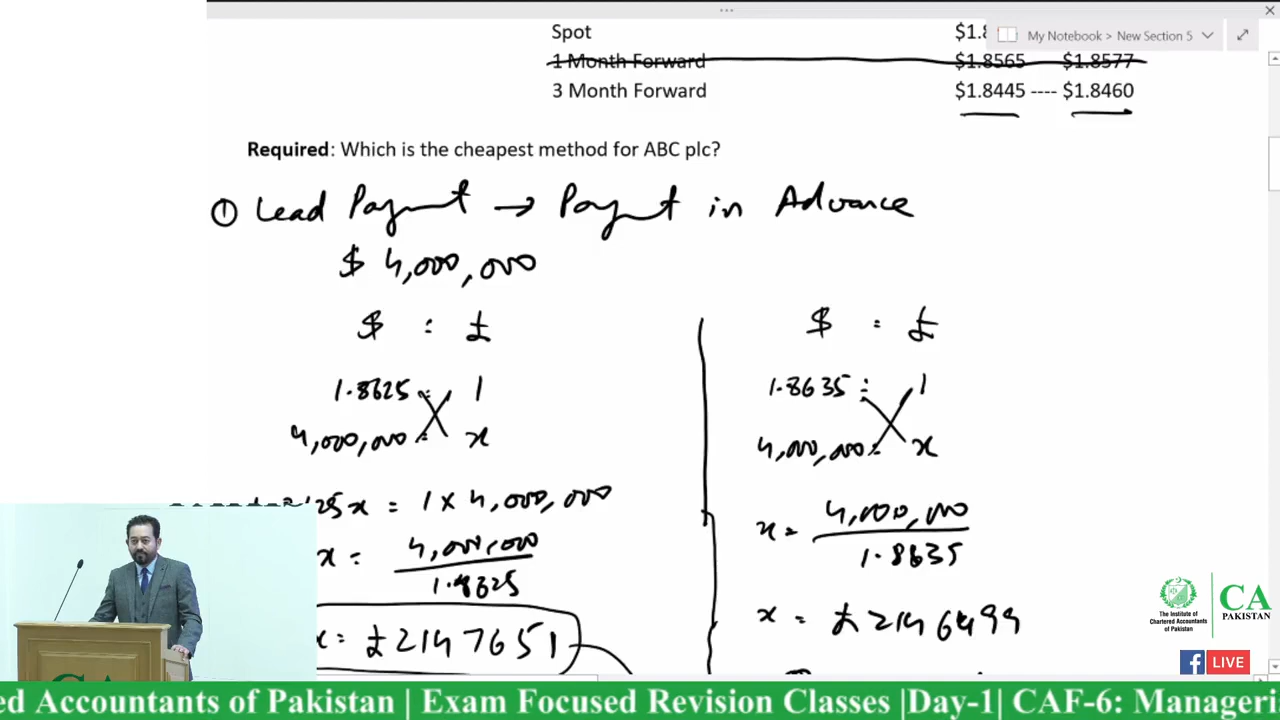 Spot $1.8
My Notebook > New Section 5
1 Month Forward $1.8565 $1.8577
3 Month Forward $1.8445 ---- $1.8460
Required: Which is the cheapest method for ABC plc?
① Lead Paymt → Paymt in Advance
$ 4,000,000
$ : £
1.8625 : 1
4,000,000 : x
25x = 1 x 4,000,000
x = 4,000,000
1.8625
x = £2147651
$ : £
1.8635 : 1
4,000,000 : x
x = 4,000,000
1.8635
x = £2146499
The Institute of
Chartered Accountants
of Pakistan
CA
PAKISTAN
f LIVE
CA
ed Accountants of Pakistan | Exam Focused Revision Classes |Day-1| CAF-6: Manageri